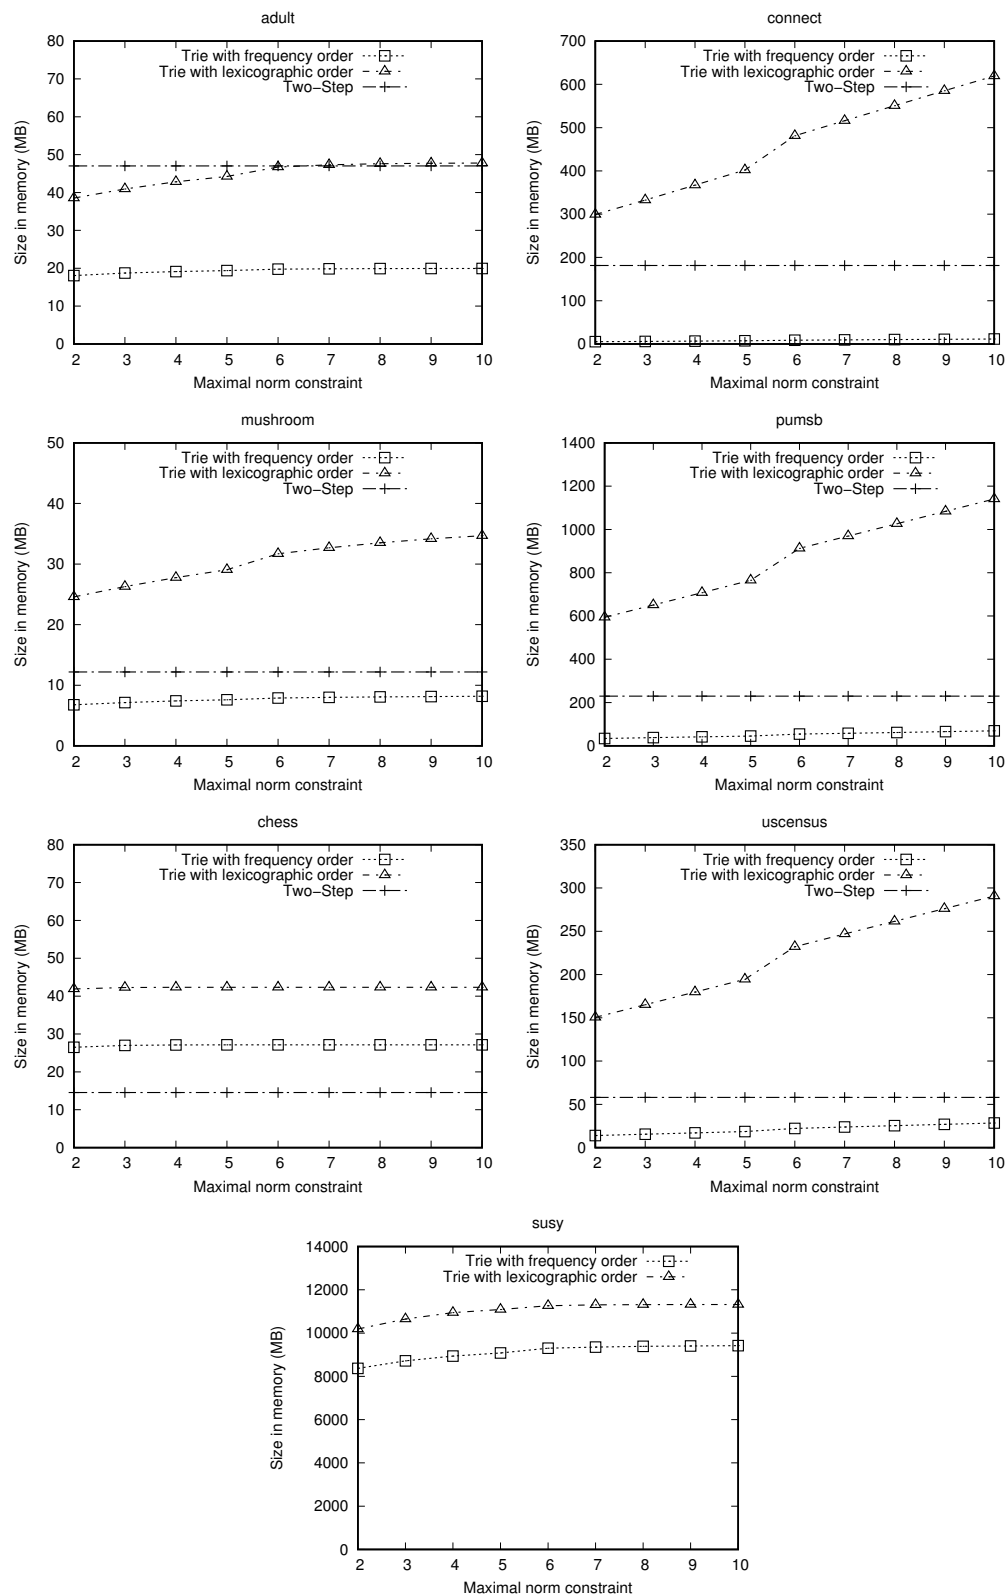 adult
80
70
60
50
40
30
20
10
0
Size in memory (MB)
Trie with frequency order
Trie with lexicographic order
Two−Step
2 3 4 5 6 7 8 9 10
Maximal norm constraint
connect
700
600
500
400
300
200
100
0
Size in memory (MB)
Trie with frequency order
Trie with lexicographic order
Two−Step
2 3 4 5 6 7 8 9 10
Maximal norm constraint
mushroom
50
40
30
20
10
0
Size in memory (MB)
Trie with frequency order
Trie with lexicographic order
Two−Step
2 3 4 5 6 7 8 9 10
Maximal norm constraint
pumsb
1400
1200
1000
800
600
400
200
0
Size in memory (MB)
Trie with frequency order
Trie with lexicographic order
Two−Step
2 3 4 5 6 7 8 9 10
Maximal norm constraint
chess
80
70
60
50
40
30
20
10
0
Size in memory (MB)
Trie with frequency order
Trie with lexicographic order
Two−Step
2 3 4 5 6 7 8 9 10
Maximal norm constraint
uscensus
350
300
250
200
150
100
50
0
Size in memory (MB)
Trie with frequency order
Trie with lexicographic order
Two−Step
2 3 4 5 6 7 8 9 10
Maximal norm constraint
susy
14000
12000
10000
8000
6000
4000
2000
0
Size in memory (MB)
Trie with frequency order
Trie with lexicographic order
2 3 4 5 6 7 8 9 10
Maximal norm constraint